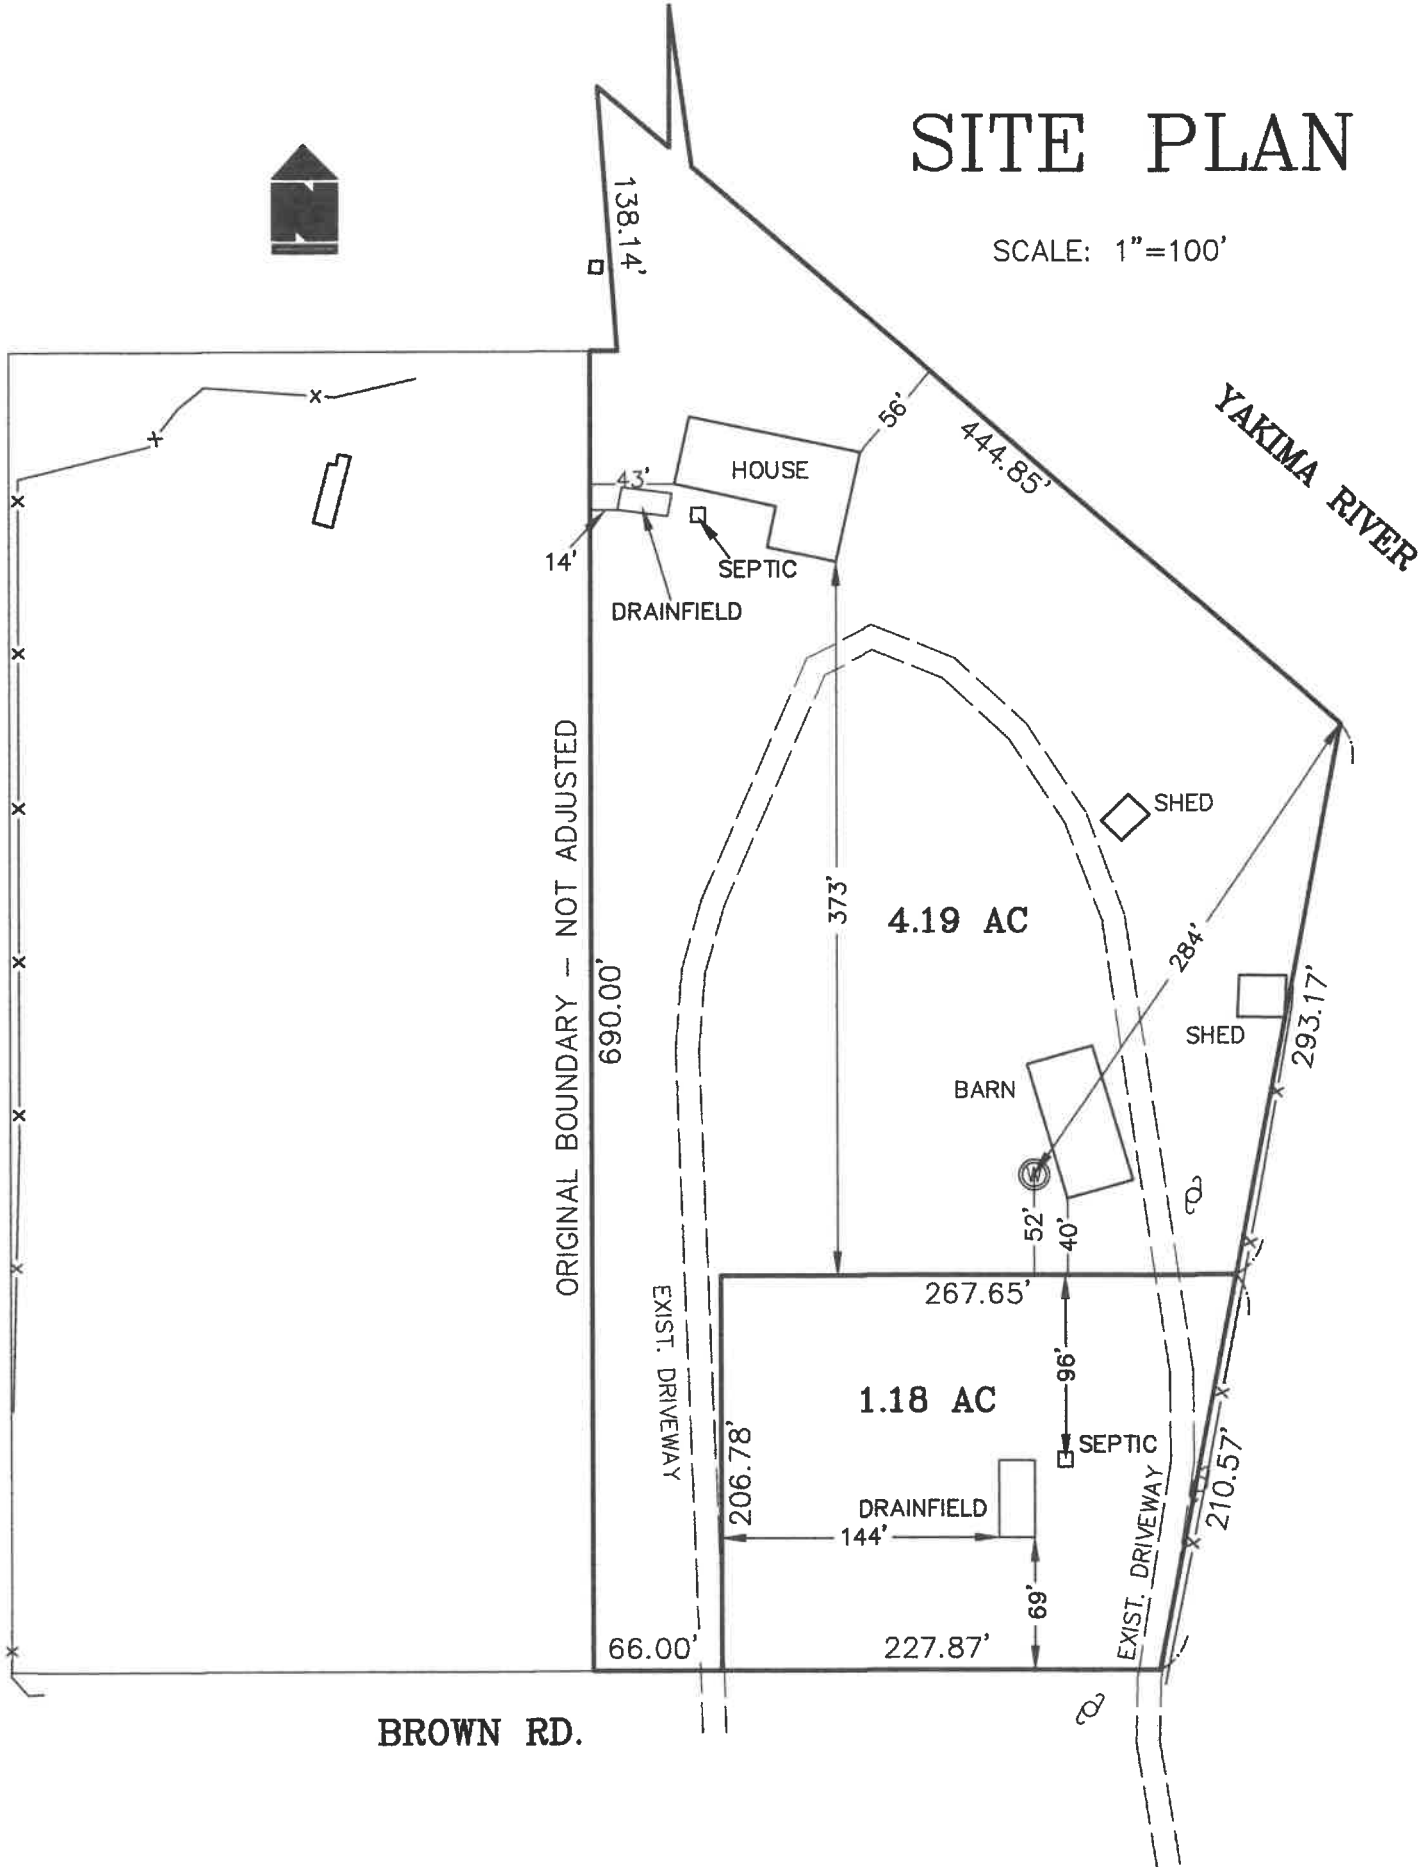 SITE PLAN
SCALE: 1"=100'
N
138.14'
YAKIMA RIVER
56'
444.85'
HOUSE
43'
14'
SEPTIC
DRAINFIELD
ORIGINAL BOUNDARY – NOT ADJUSTED
690.00'
373'
4.19 AC
SHED
284'
SHED
293.17'
BARN
W
52'
40'
267.65'
EXIST. DRIVEWAY
96'
1.18 AC
206.78'
SEPTIC
DRAINFIELD
144'
210.57'
EXIST. DRIVEWAY
69'
66.00'
227.87'
BROWN RD.